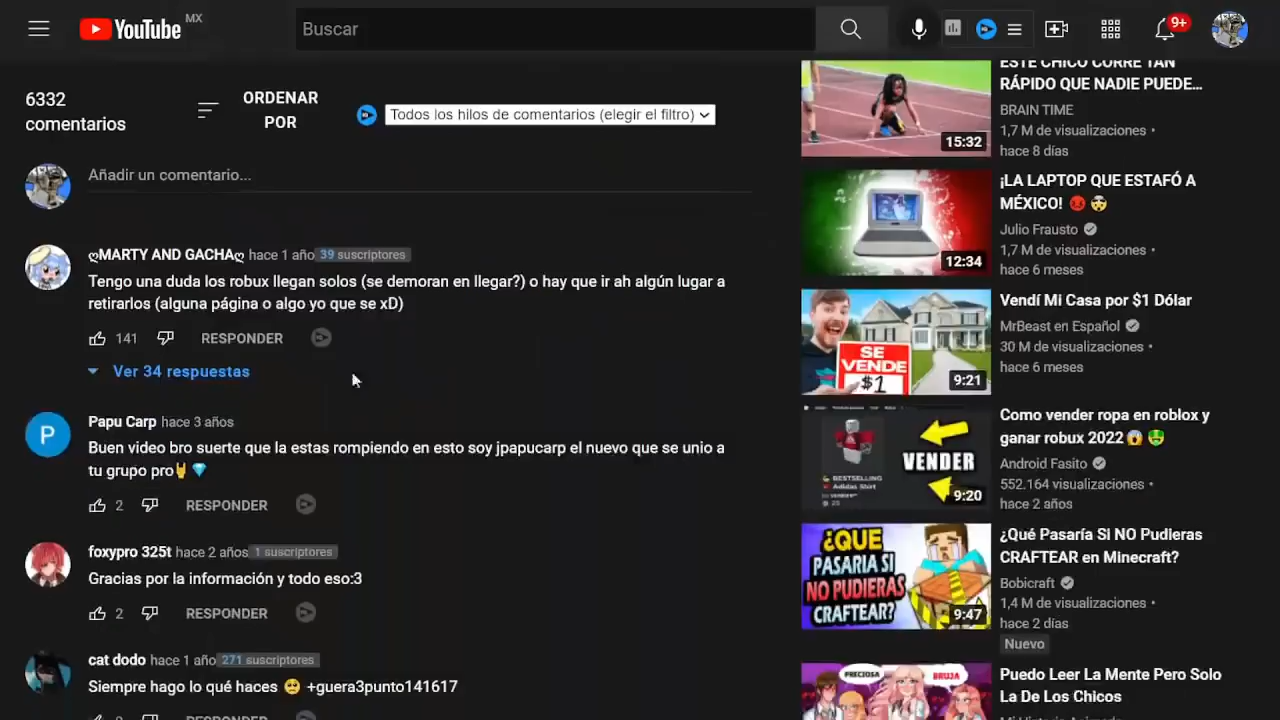 YouTube MX
Buscar
9+
6332
comentarios
ORDENAR
POR
Todos los hilos de comentarios (elegir el filtro)
Añadir un comentario...
ღMARTY AND GACHAღ hace 1 año 39 suscriptores
Tengo una duda los robux llegan solos (se demoran en llegar?) o hay que ir ah algún lugar a
retirarlos (alguna página o algo yo que se xD)
141 RESPONDER
Ver 34 respuestas
P
Papu Carp hace 3 años
Buen video bro suerte que la estas rompiendo en esto soy jpapucarp el nuevo que se unio a
tu grupo pro🤘💎
2 RESPONDER
foxypro 325t hace 2 años 1 suscriptores
Gracias por la información y todo eso:3
2 RESPONDER
cat dodo hace 1 año 271 suscriptores
Siempre hago lo qué haces 🥺 +guera3punto141617
RESPONDER
ESTE CHICO CORRE TAN
RÁPIDO QUE NADIE PUEDE...
BRAIN TIME
1,7 M de visualizaciones •
hace 8 días
15:32
¡LA LAPTOP QUE ESTAFÓ A
MÉXICO! 😡 🤯
Julio Frausto
1,7 M de visualizaciones •
hace 6 meses
12:34
Vendí Mi Casa por $1 Dólar
MrBeast en Español
30 M de visualizaciones •
hace 6 meses
SE
VENDE
$1
9:21
Como vender ropa en roblox y
ganar robux 2022😱 🤑
Android Fasito
552.164 visualizaciones •
hace 2 años
VENDER
BESTSELLING
Adidas Shirt
9:20
¿Qué Pasaría SI NO Pudieras
CRAFTEAR en Minecraft?
Bobicraft
1,4 M de visualizaciones •
hace 2 días
Nuevo
¿QUE
PASARIA SI
NO PUDIERAS
CRAFTEAR?
9:47
Puedo Leer La Mente Pero Solo
La De Los Chicos
PRECIOSA
BRUJA